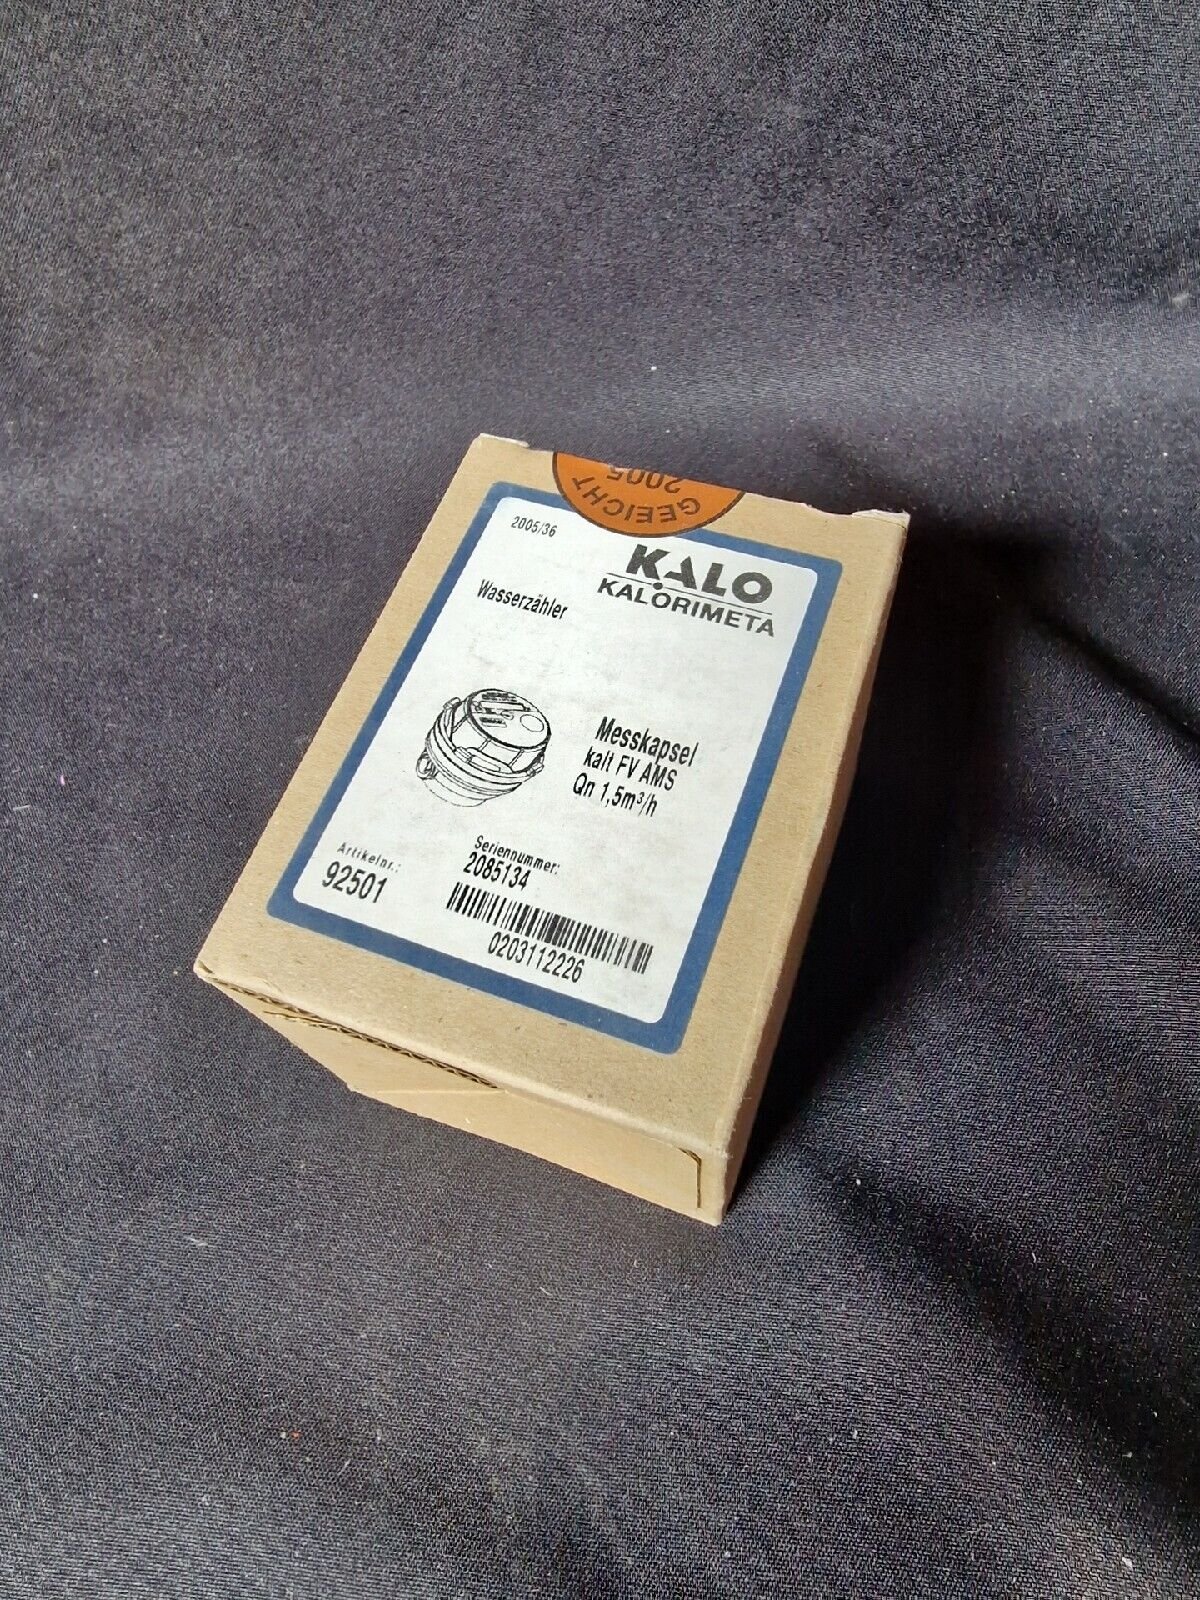 GEEICHT
2005
2005/36
KALO
KALORIMETA
Wasserzähler
Messkapsel
kalt FV AMS
Qn 1,5m³/h
Artikelnr.:
92501
Seriennummer:
2085134
0203112226